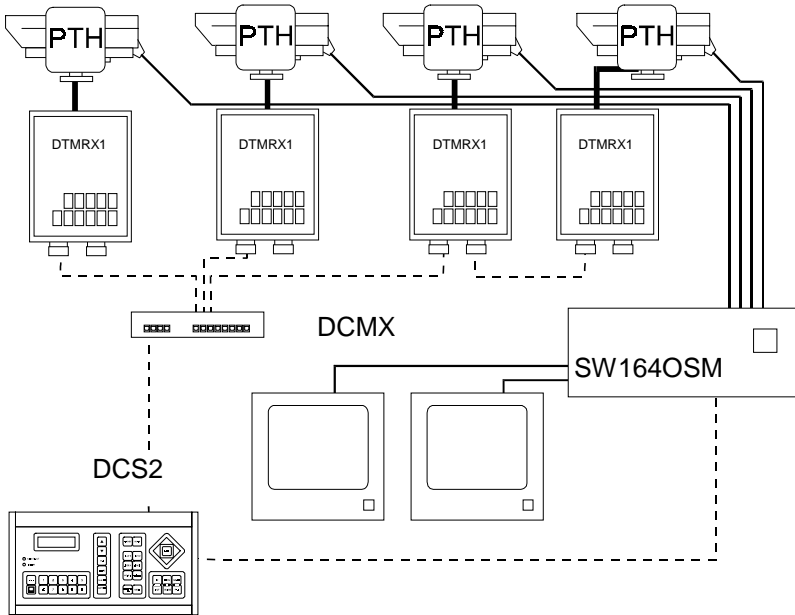 PTH
PTH
PTH
PTH
DTMRX1
DTMRX1
DTMRX1
DTMRX1
DCMX
SW164OSM
DCS2